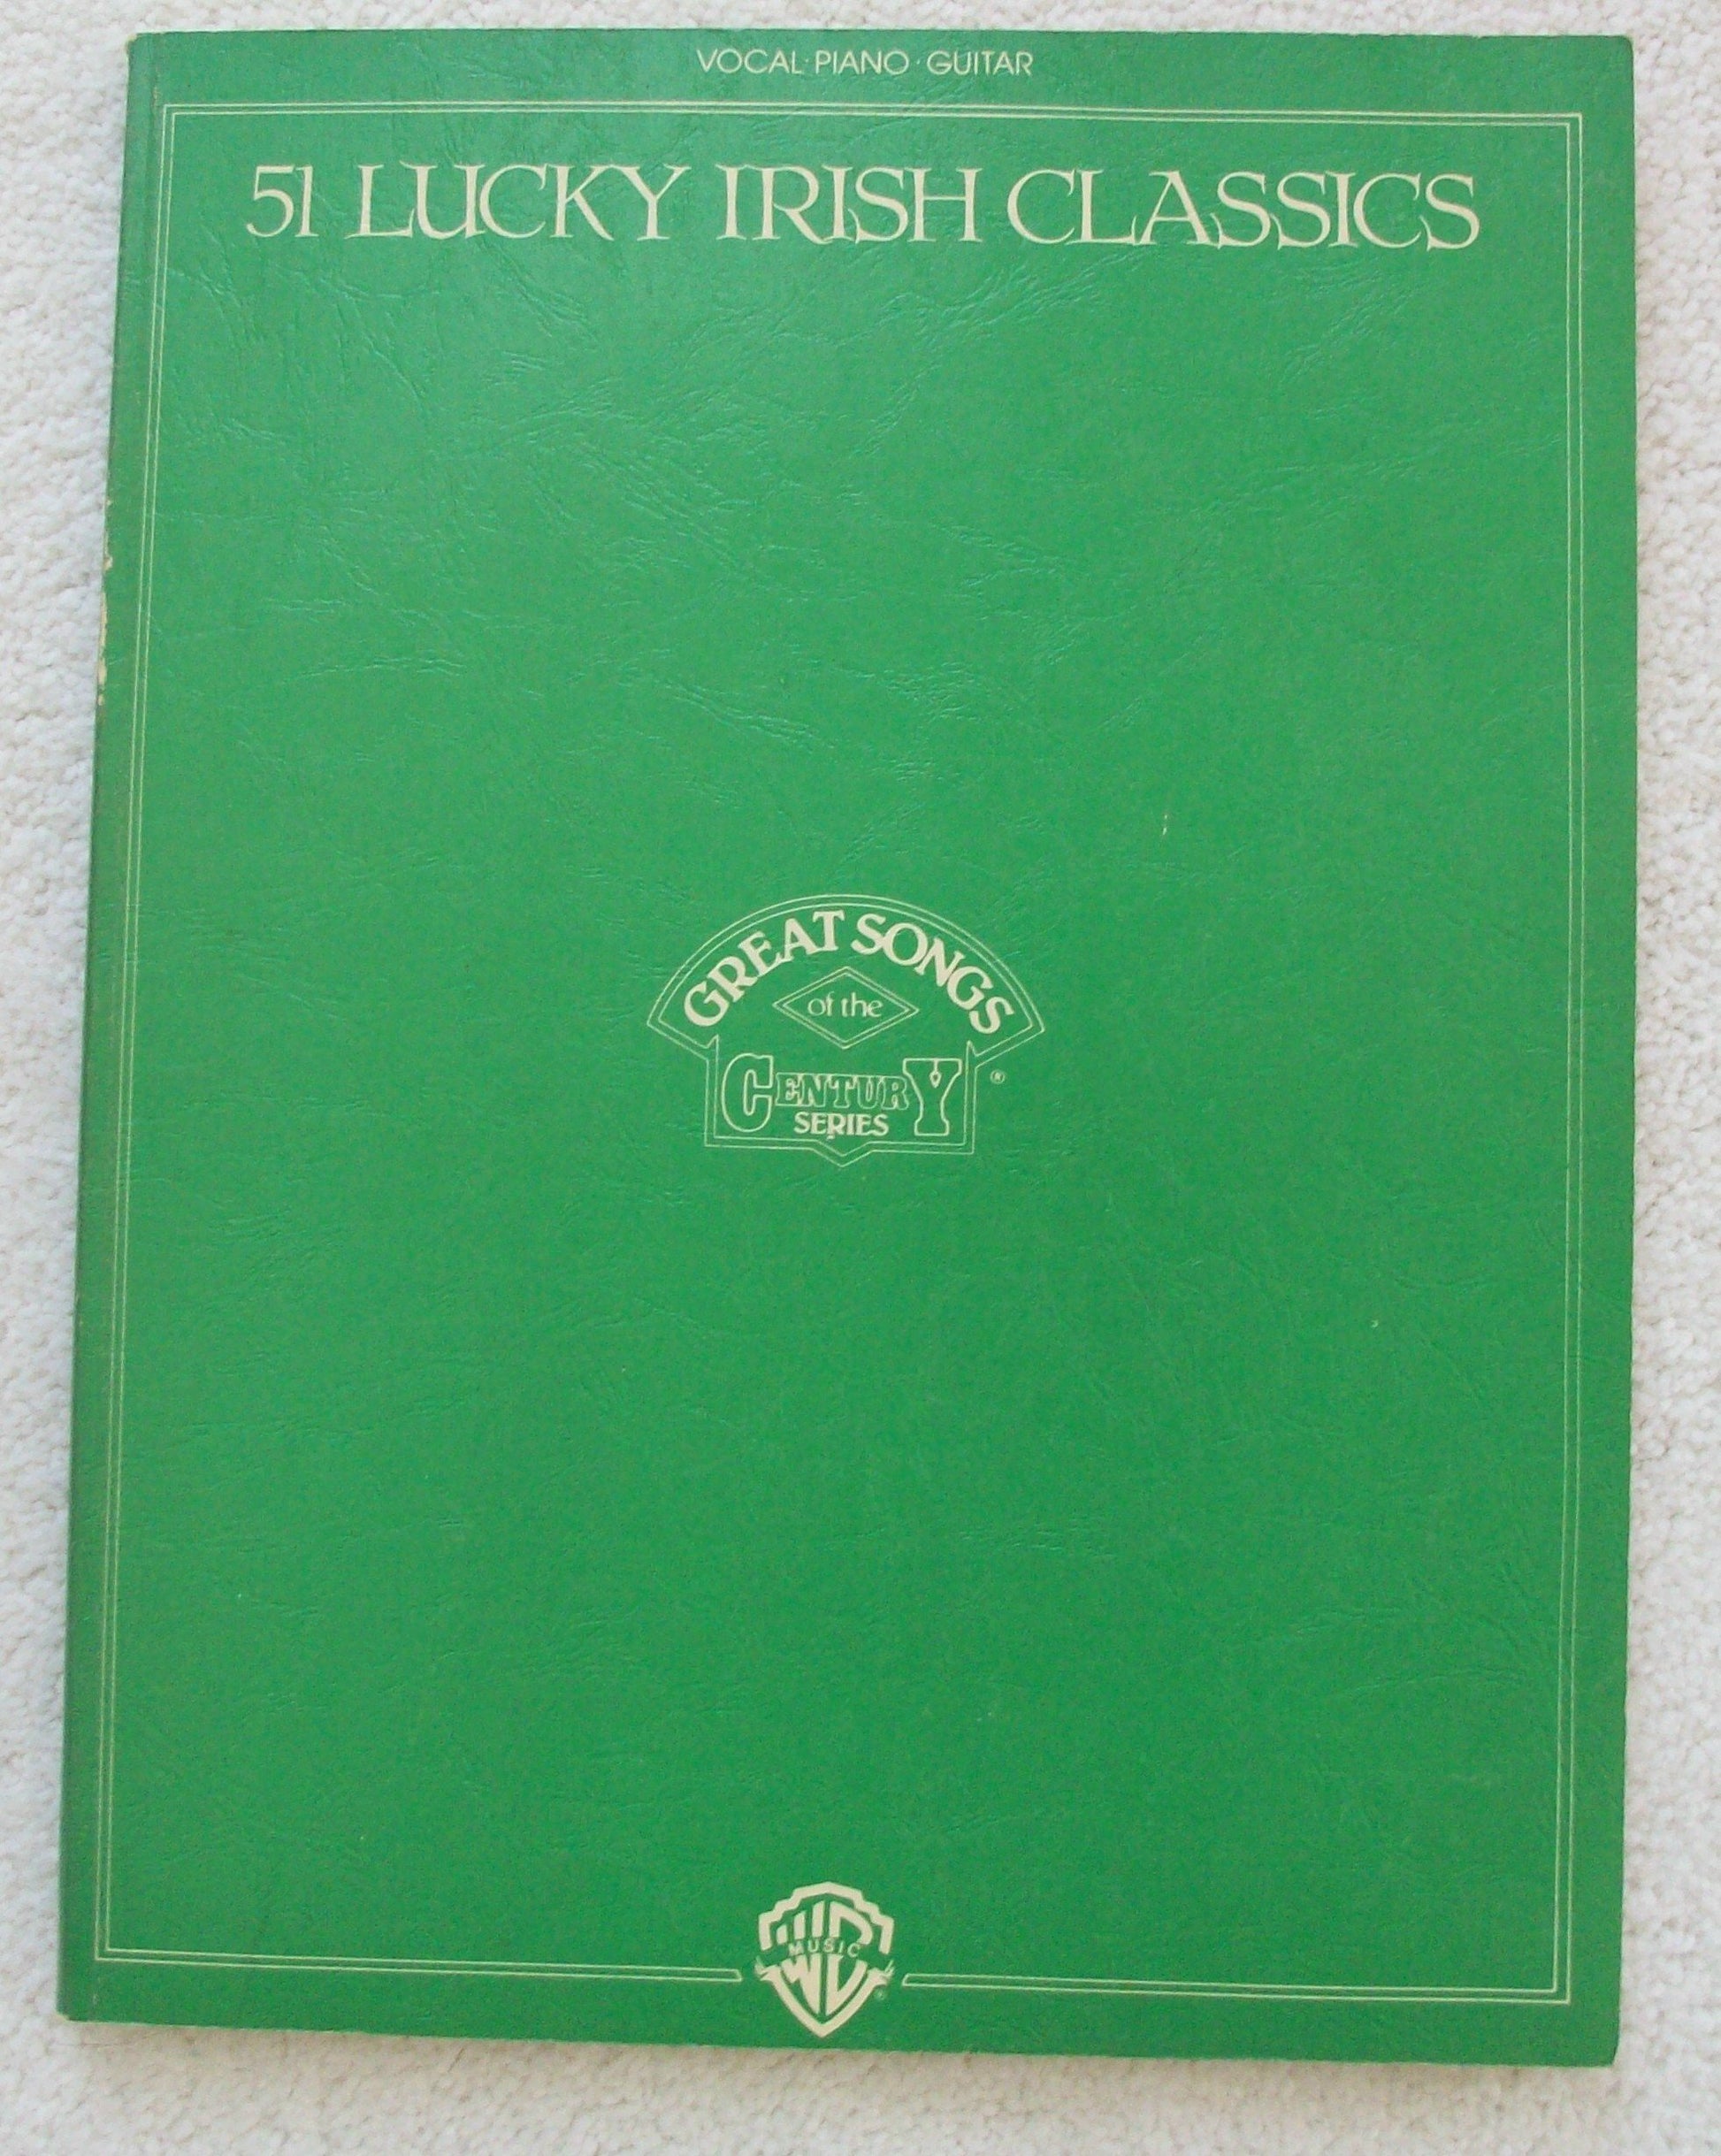 VOCAL · PIANO · GUITAR
51 LUCKY IRISH CLASSICS
GREAT SONGS
of the
CENTURY
SERIES
®
WB
MUSIC